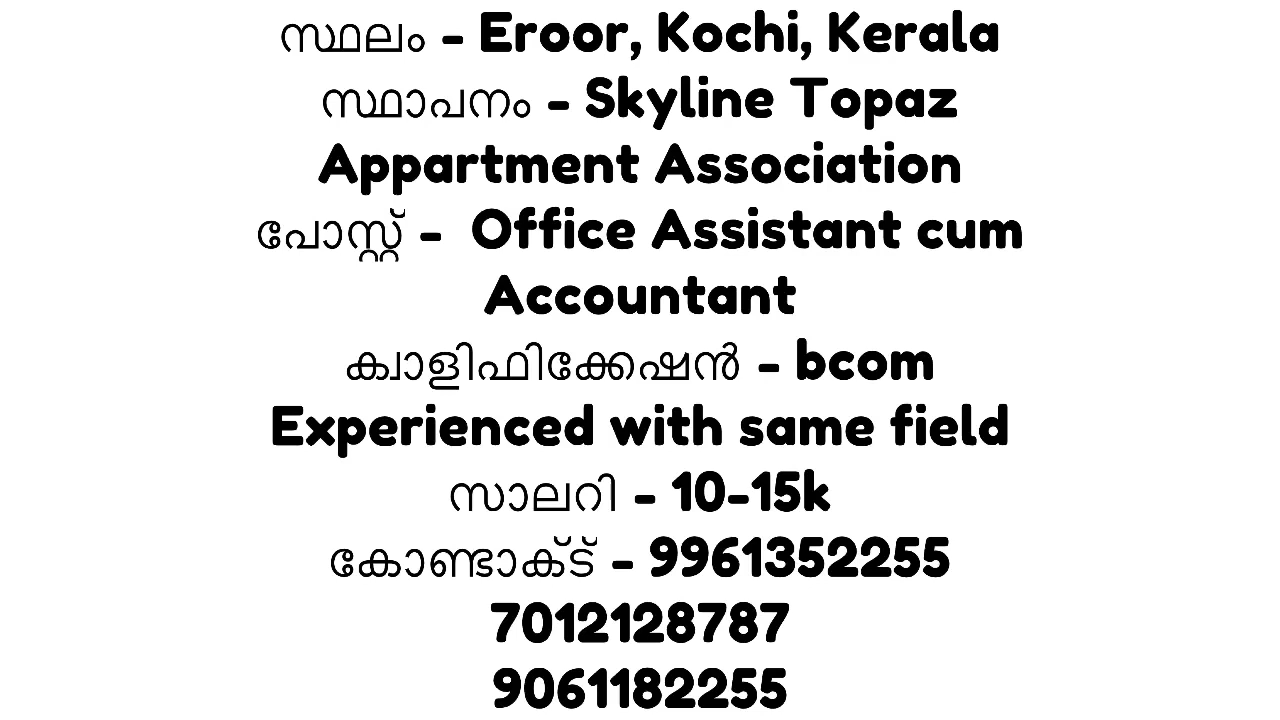 സ്ഥലം - Eroor, Kochi, Kerala
സ്ഥാപനം - Skyline Topaz
Appartment Association
പോസ്റ്റ് - Office Assistant cum
Accountant
ക്വാളിഫിക്കേഷൻ - bcom
Experienced with same field
സാലറി - 10-15k
കോണ്ടാക്ട് - 9961352255
7012128787
9061182255